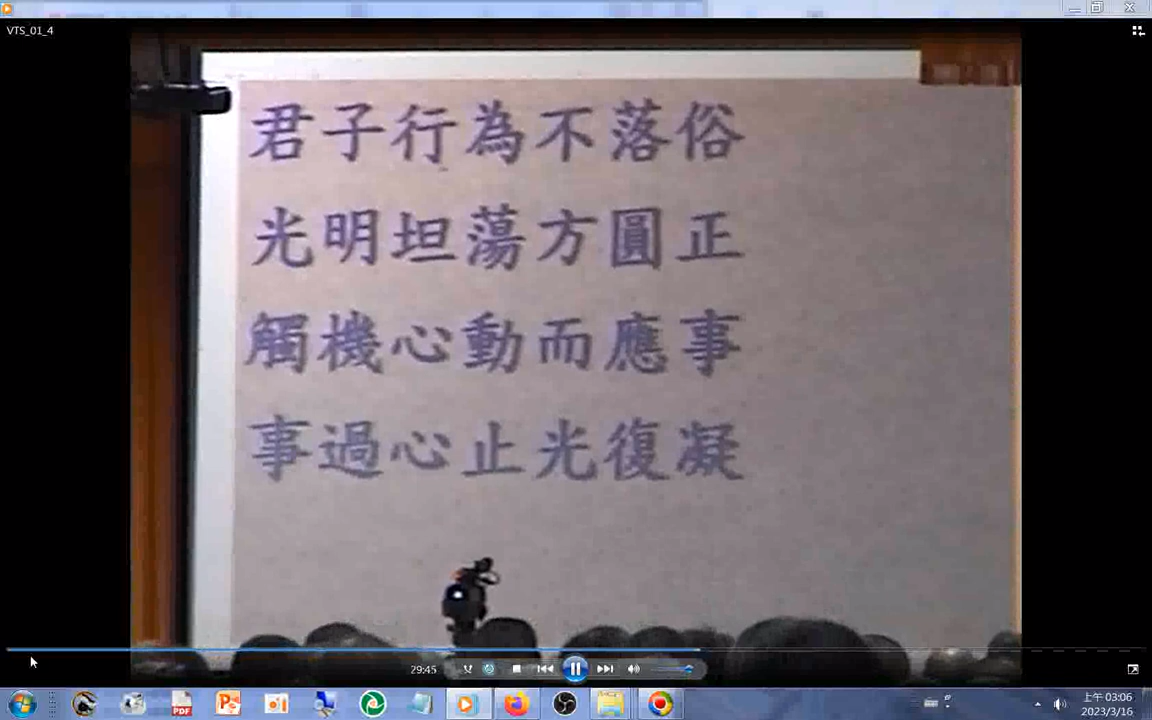 VTS_01_4
君子行為不落俗
光明坦蕩方圓正
觸機心動而應事
事過心止光復凝
29:45
上午 03:06
2023/3/16